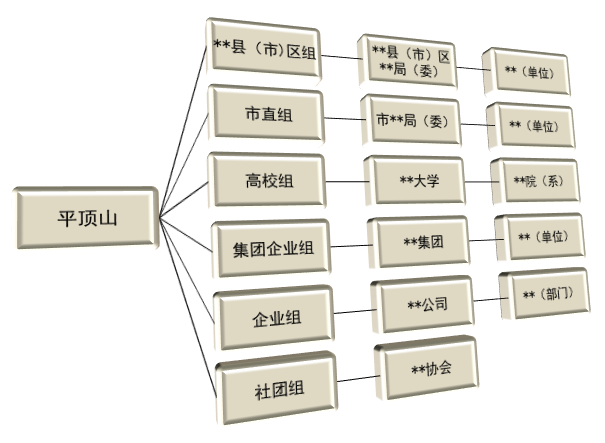 平顶山
**县（市）区组
**县（市）区
**局（委）
**（单位）
市直组
市**局（委）
**（单位）
高校组
**大学
**院（系）
集团企业组
**集团
**（单位）
企业组
**公司
**（部门）
社团组
**协会